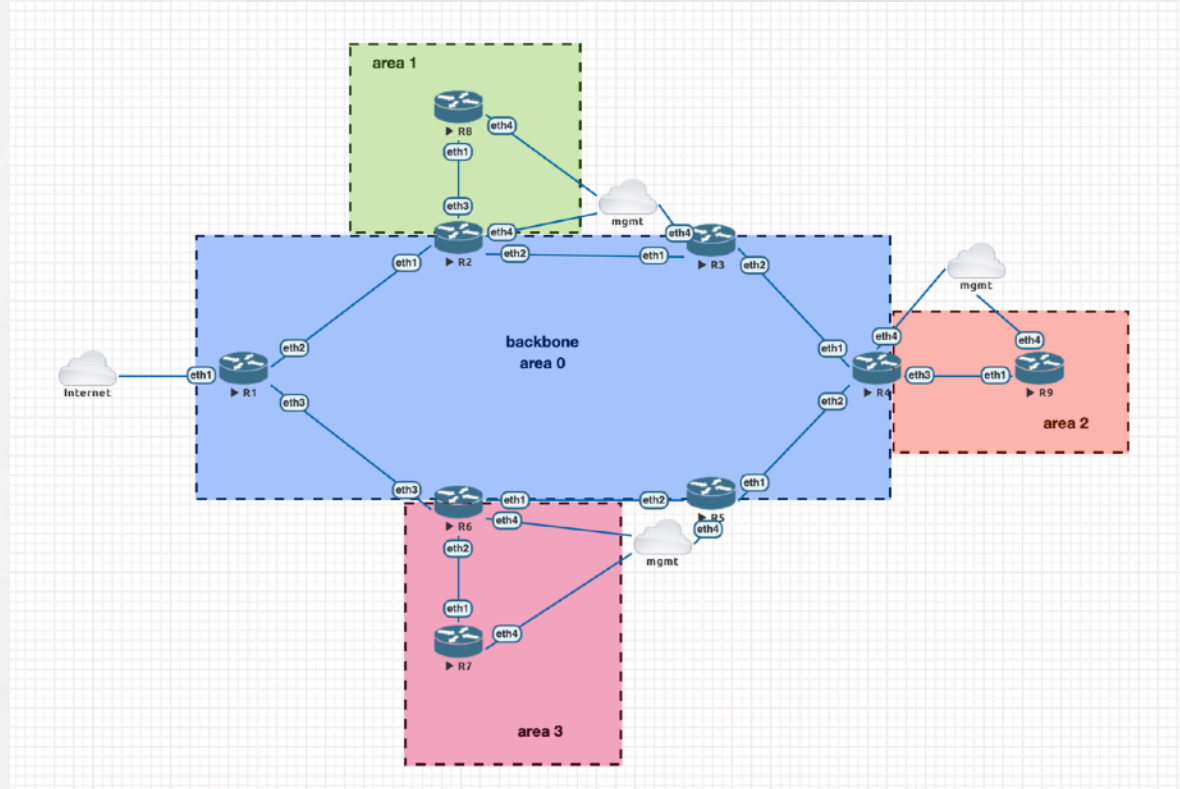 area 1
R8
eth4
eth1
eth3
mgmt
eth4
eth4
R2
eth2
eth1
R3
eth1
eth2
mgmt
backbone
area 0
eth2
eth1
eth4
eth4
Internet
eth1
R1
R4
eth3
eth1
R9
eth3
eth2
area 2
eth3
eth1
eth2
eth1
R6
eth4
R5
eth4
eth2
mgmt
eth1
eth4
R7
area 3